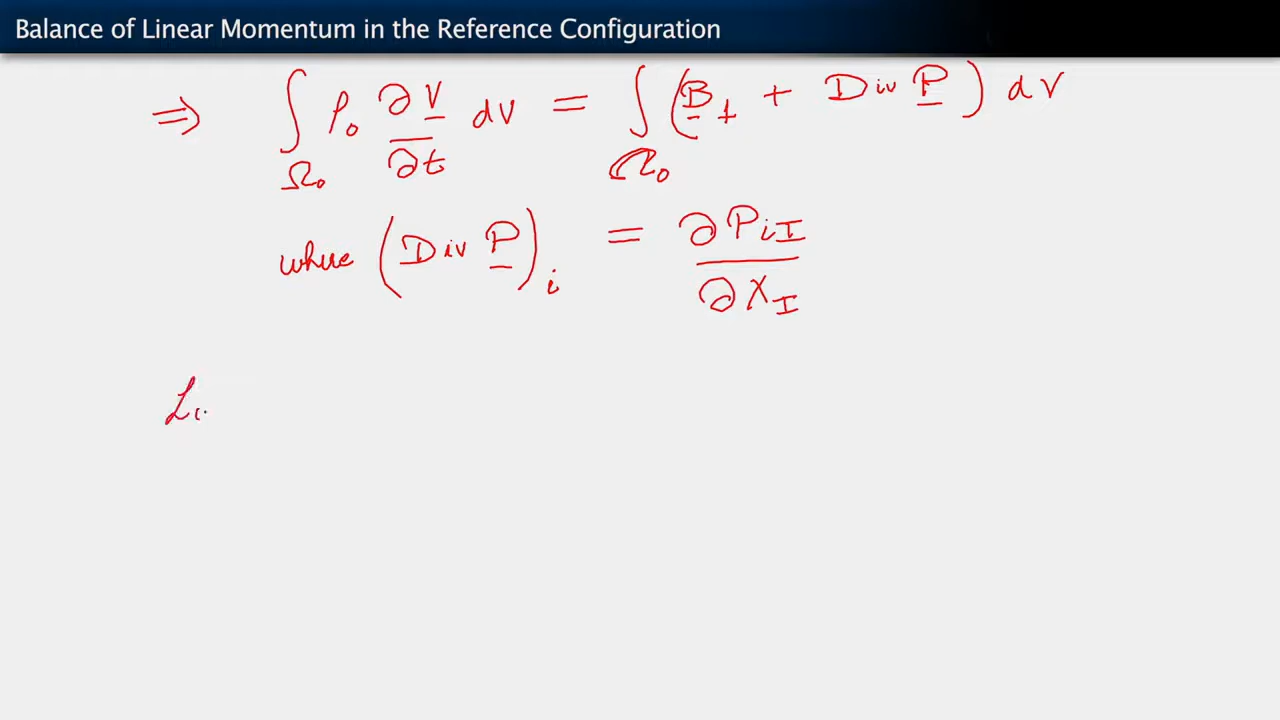 Balance of Linear Momentum in the Reference Configuration
⇒ ∫_Ω₀ ρ₀ ∂V/∂t dV = ∫_Ω₀ (B_f + Div P) dV
where (Div P)_i = ∂P_iI / ∂X_I